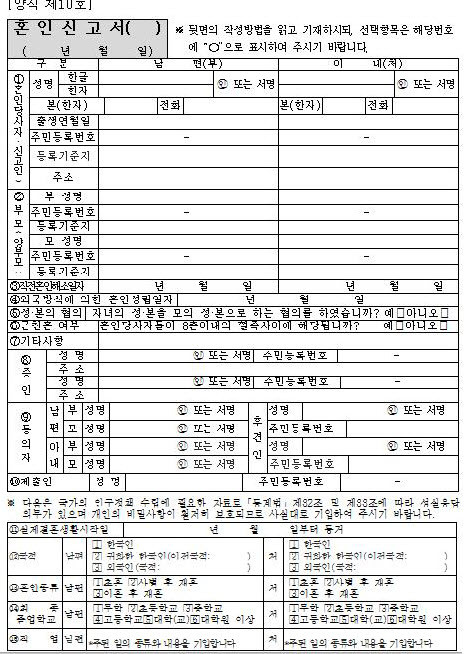 [양식 제10호]
혼 인 신 고 서( )
( 년 월 일)
※ 뒷면의 작성방법을 읽고 기재하시되, 선택항목은 해당번호
에 "○"으로 표시하여 주시기 바랍니다.
구 분 남 편(부) 아 내(처)
①혼인당사자(신고인)
성명 한글 ㊞ 또는 서명 ㊞ 또는 서명
한자
본(한자) 전화 본(한자) 전화
출생연월일
주민등록번호 - -
등록기준지
주소
②부모(양부모)
부 성명
주민등록번호 - -
등록기준지
모 성명
주민등록번호 - -
등록기준지
③직전혼인해소일자 년 월 일 년 월 일
④외국방식에 의한 혼인성립일자 년 월 일
⑤성·본의 협의 자녀의 성·본을 모의 성·본으로 하는 협의를 하였습니까? 예□아니오□
⑥근친혼 여부 혼인당사자들이 8촌이내의 혈족사이에 해당됩니까? 예□아니오□
⑦기타사항
⑧증인
성 명 ㊞ 또는 서명 주민등록번호 -
주 소
성 명 ㊞ 또는 서명 주민등록번호 -
주 소
⑨동의자
남편 부 성명 ㊞ 또는 서명 후견인 성명 ㊞ 또는 서명
모 성명 ㊞ 또는 서명 주민등록번호
아내 부 성명 ㊞ 또는 서명 성명 ㊞ 또는 서명
모 성명 ㊞ 또는 서명 주민등록번호
⑩제출인 성 명 주민등록번호 -
※ 다음은 국가의 인구정책 수립에 필요한 자료로 「통계법」 제32조 및 제33조에 따라 성실응답
의무가 있으며 개인의 비밀사항이 철저히 보호되므로 사실대로 기입하여 주시기 바랍니다.
⑪실제결혼생활시작일 년 월 일부터 동거
⑫국적 남편 ① 한국인 처 ① 한국인
② 귀화한 한국인(이전국적: ) ② 귀화한 한국인(이전국적: )
③ 외국인(국적: ) ③ 외국인(국적: )
⑬혼인종류 남편 ①초혼 ②사별 후 재혼 처 ①초혼 ②사별 후 재혼
③이혼 후 재혼 ③이혼 후 재혼
⑭최 종 졸업학교 남편 ①무학 ②초등학교 ③중학교 처 ①무학 ②초등학교 ③중학교
④고등학교⑤대학(교)⑥대학원 이상 ④고등학교⑤대학(교)⑥대학원 이상
⑮직 업 남편 *주된 일의 종류와 내용을 기입합니다 처 *주된 일의 종류와 내용을 기입합니다